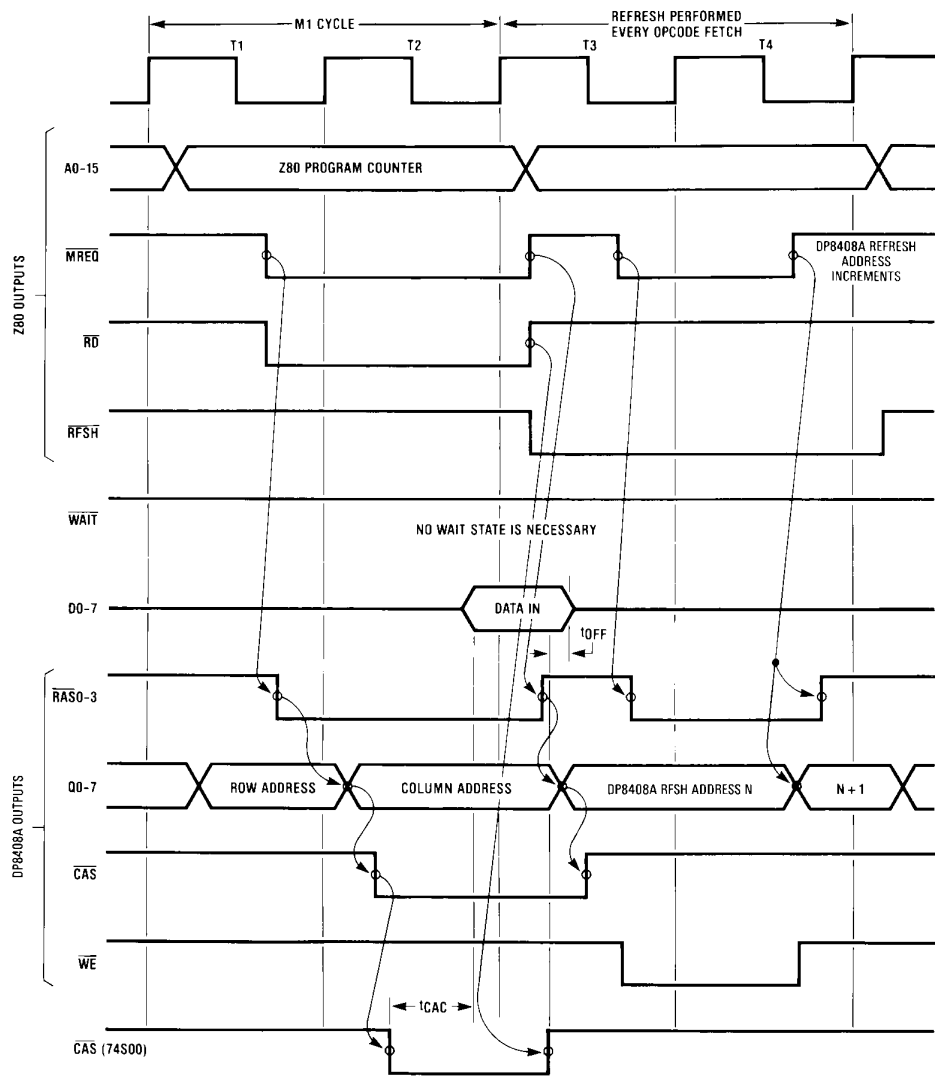 M1 CYCLE
REFRESH PERFORMED
EVERY OPCODE FETCH
T1
T2
T3
T4
Z80 OUTPUTS
A0-15
Z80 PROGRAM COUNTER
MREQ
DP8408A REFRESH
ADDRESS
INCREMENTS
RD
RFSH
WAIT
NO WAIT STATE IS NECESSARY
D0-7
DATA IN
tOFF
DP8408A OUTPUTS
RAS0-3
Q0-7
ROW ADDRESS
COLUMN ADDRESS
DP8408A RFSH ADDRESS N
N + 1
CAS
WE
tCAC
CAS (74S00)